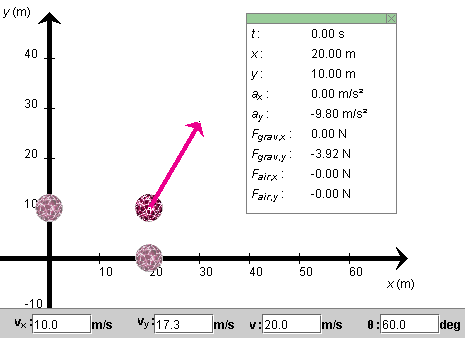 y (m)
40
30
20
10
-10
10
20
30
40
50
60
x (m)
t: 0.00 s
x: 20.00 m
y: 10.00 m
ax: 0.00 m/s²
ay: -9.80 m/s²
Fgrav,x: 0.00 N
Fgrav,y: -3.92 N
Fair,x: -0.00 N
Fair,y: -0.00 N
vx: 10.0 m/s vy: 17.3 m/s v: 20.0 m/s θ: 60.0 deg